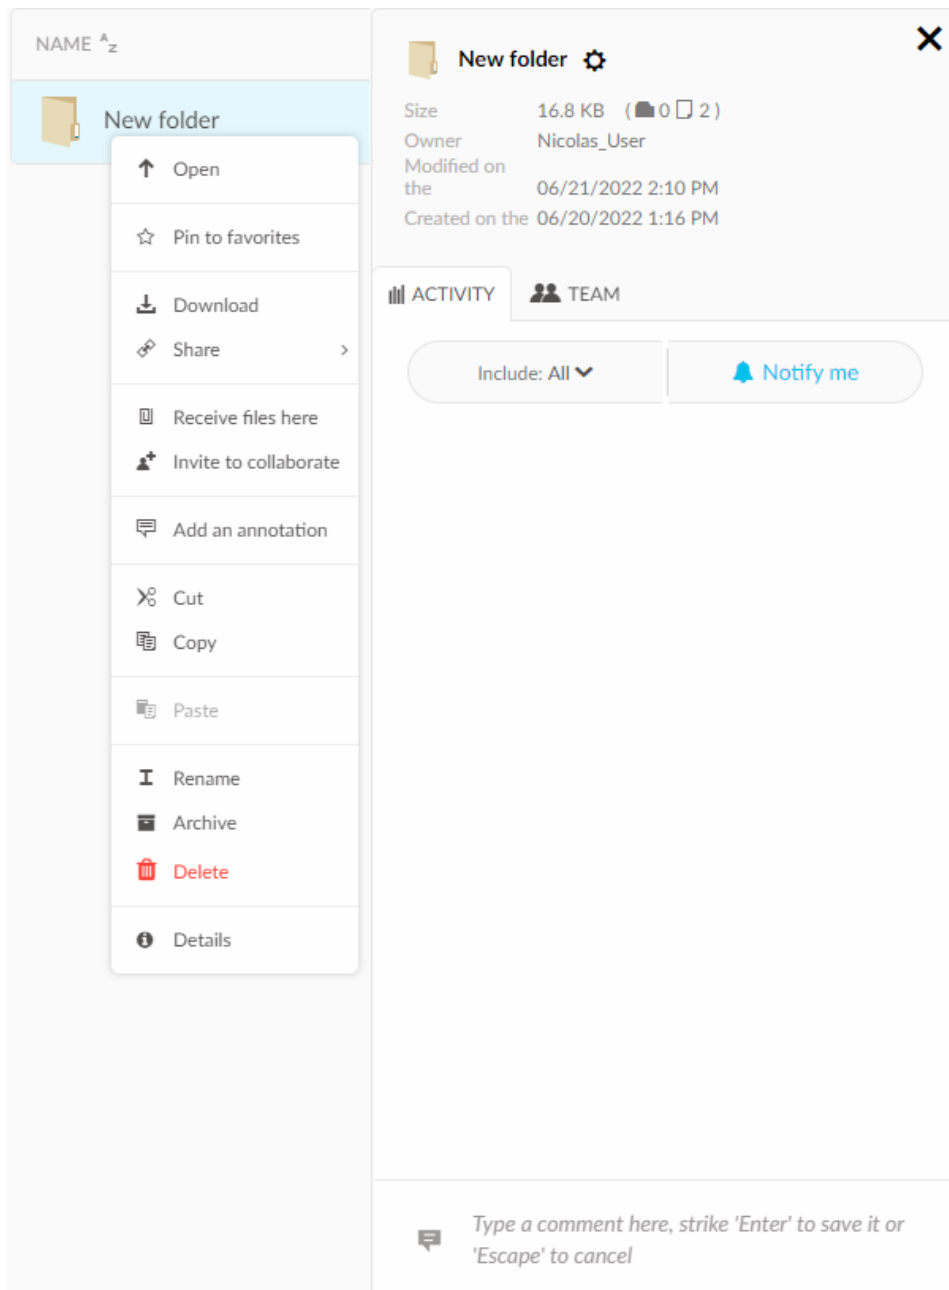 NAME AZ
New folder
Open
Pin to favorites
Download
Share
Receive files here
Invite to collaborate
Add an annotation
Cut
Copy
Paste
Rename
Archive
Delete
Details
New folder
Size 16.8 KB ( 0 2 )
Owner Nicolas_User
Modified on
the 06/21/2022 2:10 PM
Created on the 06/20/2022 1:16 PM
ACTIVITY TEAM
Include: All Notify me
Type a comment here, strike 'Enter' to save it or
'Escape' to cancel